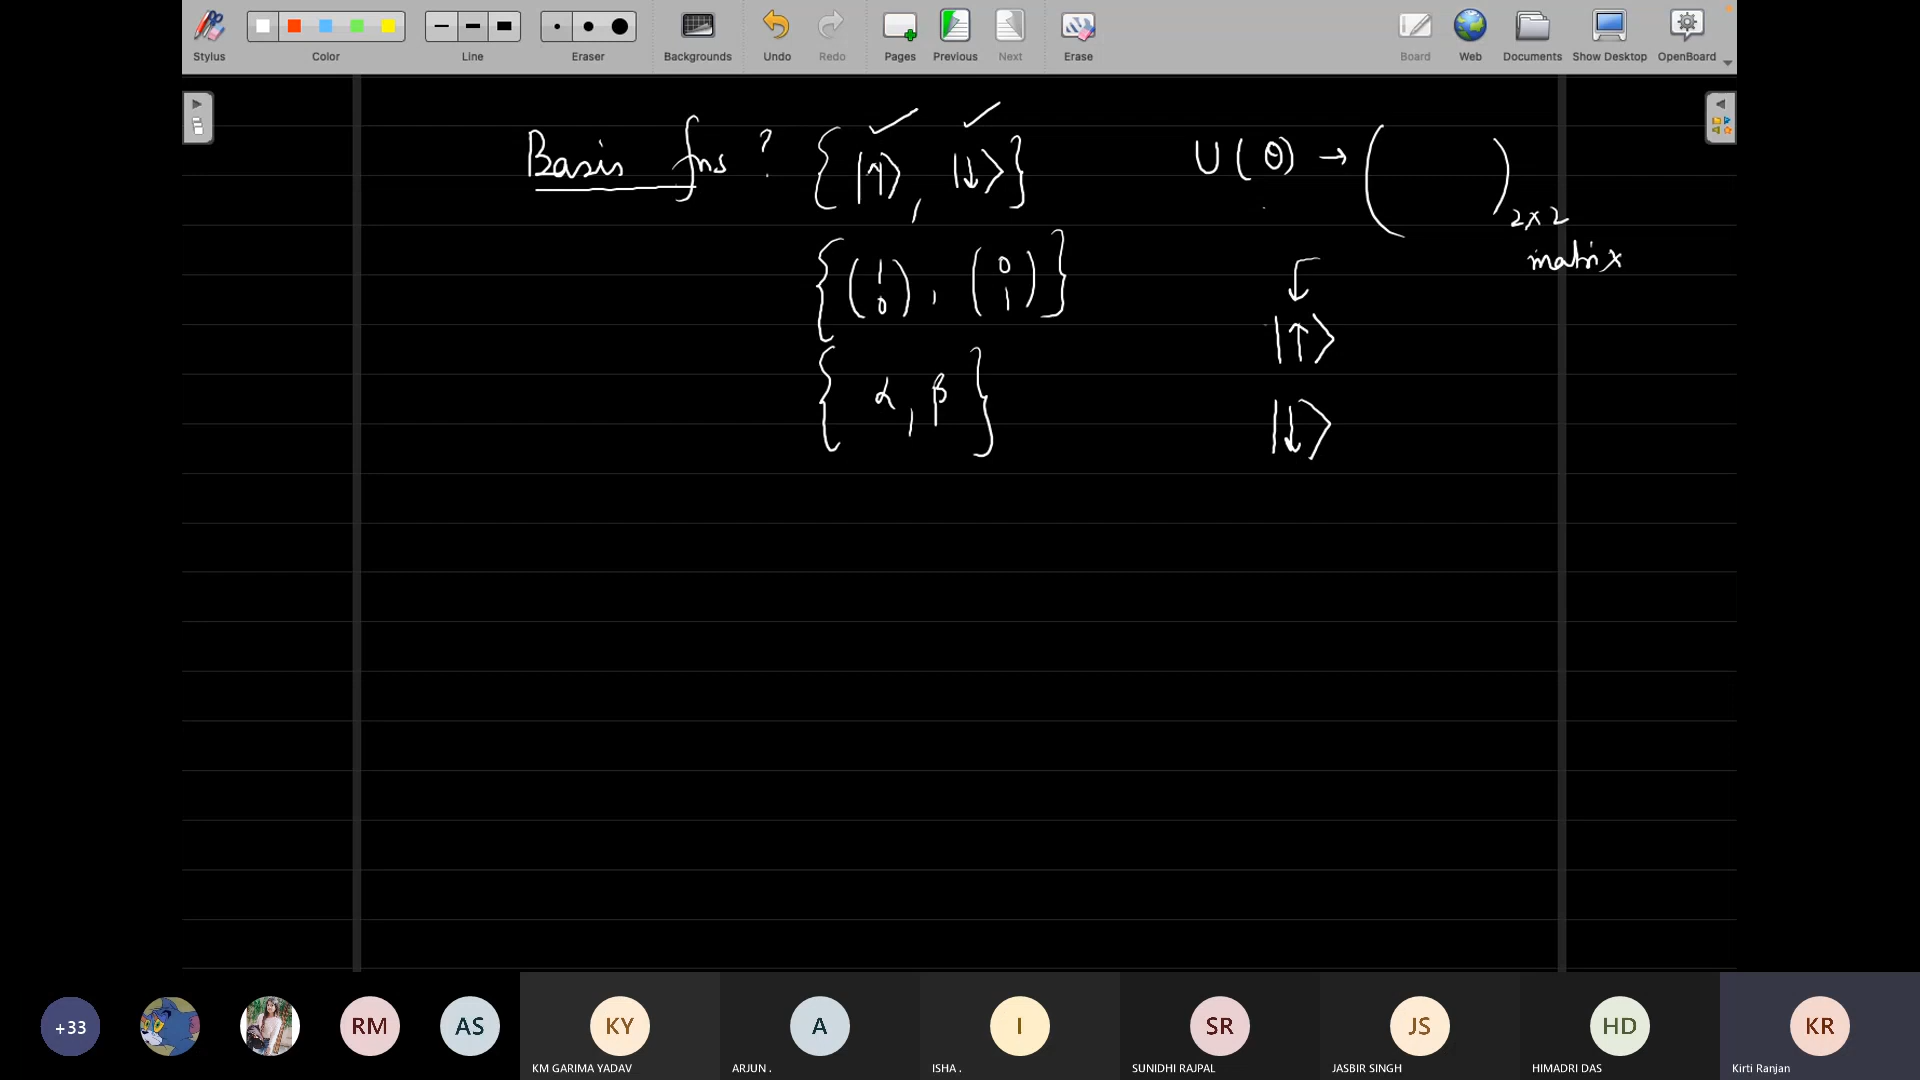 Stylus
Color
Line
Eraser
Backgrounds
Undo
Redo
Pages
Previous
Next
Erase
Board
Web
Documents
Show Desktop
OpenBoard
Basis fns ? {|↑⟩, |↓⟩}
U(θ) → ( )2×2
matrix
{(1 0), (0 1)}
|↑⟩
{α, β}
|↓⟩
+33
RM
AS
KY
A
I
SR
JS
HD
KR
KM GARIMA YADAV
ARJUN .
ISHA .
SUNIDHI RAJPAL
JASBIR SINGH
HIMADRI DAS
Kirti Ranjan